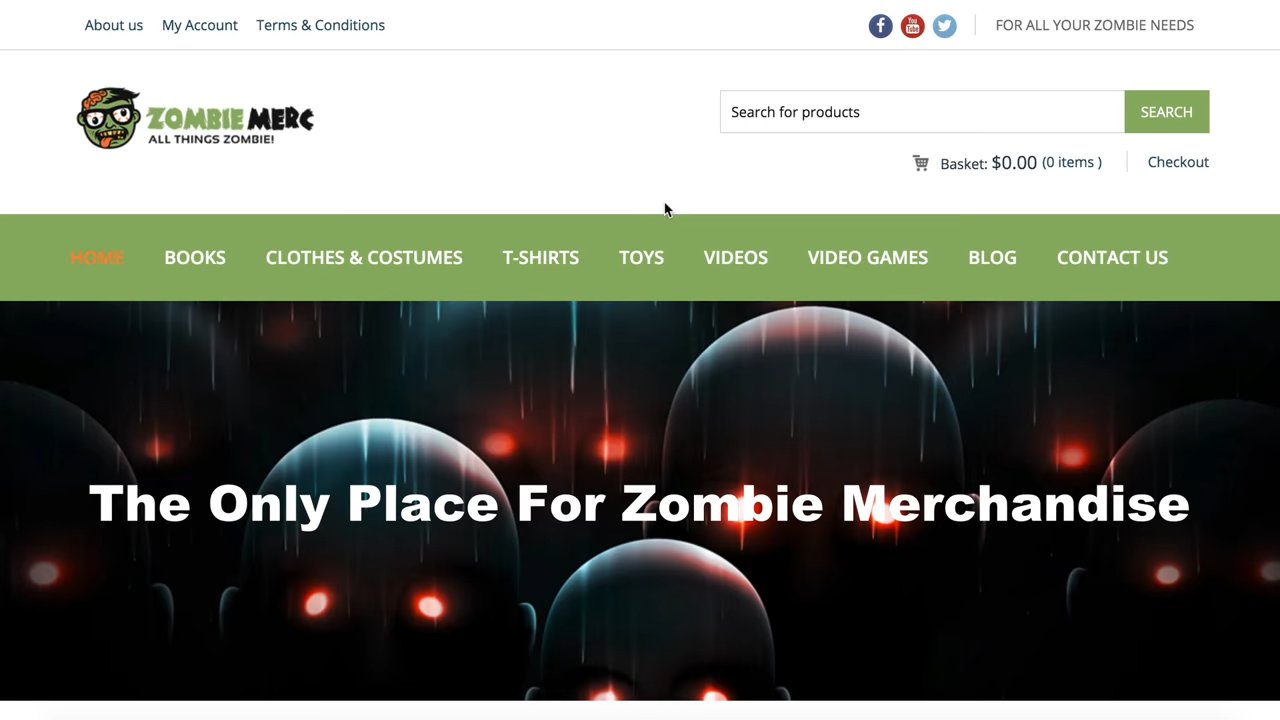 About us My Account Terms & Conditions
You Tube
FOR ALL YOUR ZOMBIE NEEDS
ZOMBIE MERC
ALL THINGS ZOMBIE!
Search for products SEARCH
Basket: $0.00 (0 items ) Checkout
HOME BOOKS CLOTHES & COSTUMES T-SHIRTS TOYS VIDEOS VIDEO GAMES BLOG CONTACT US
The Only Place For Zombie Merchandise